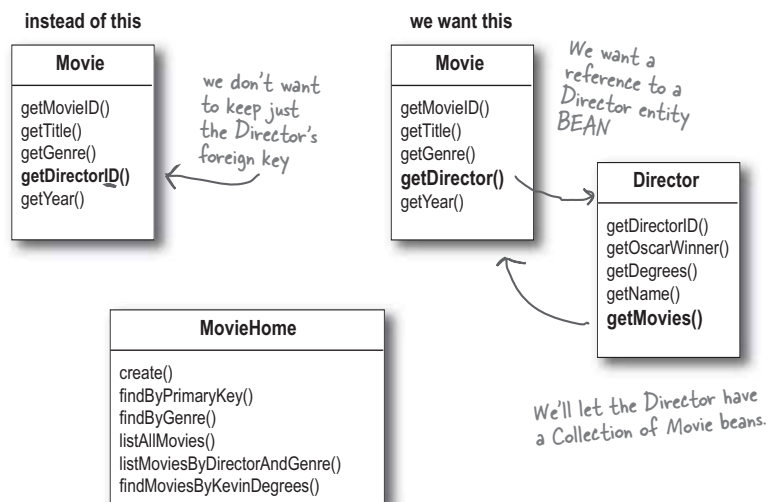 instead of this
Movie
getMovieID()
getTitle()
getGenre()
getDirectorID()
getYear()
we don't want
to keep just
the Director's
foreign key
we want this
Movie
getMovieID()
getTitle()
getGenre()
getDirector()
getYear()
We want a
reference to a
Director entity
BEAN
Director
getDirectorID()
getOscarWinner()
getDegrees()
getName()
getMovies()
We'll let the Director have
a Collection of Movie beans.
MovieHome
create()
findByPrimaryKey()
findByGenre()
listAllMovies()
listMoviesByDirectorAndGenre()
findMoviesByKevinDegrees()